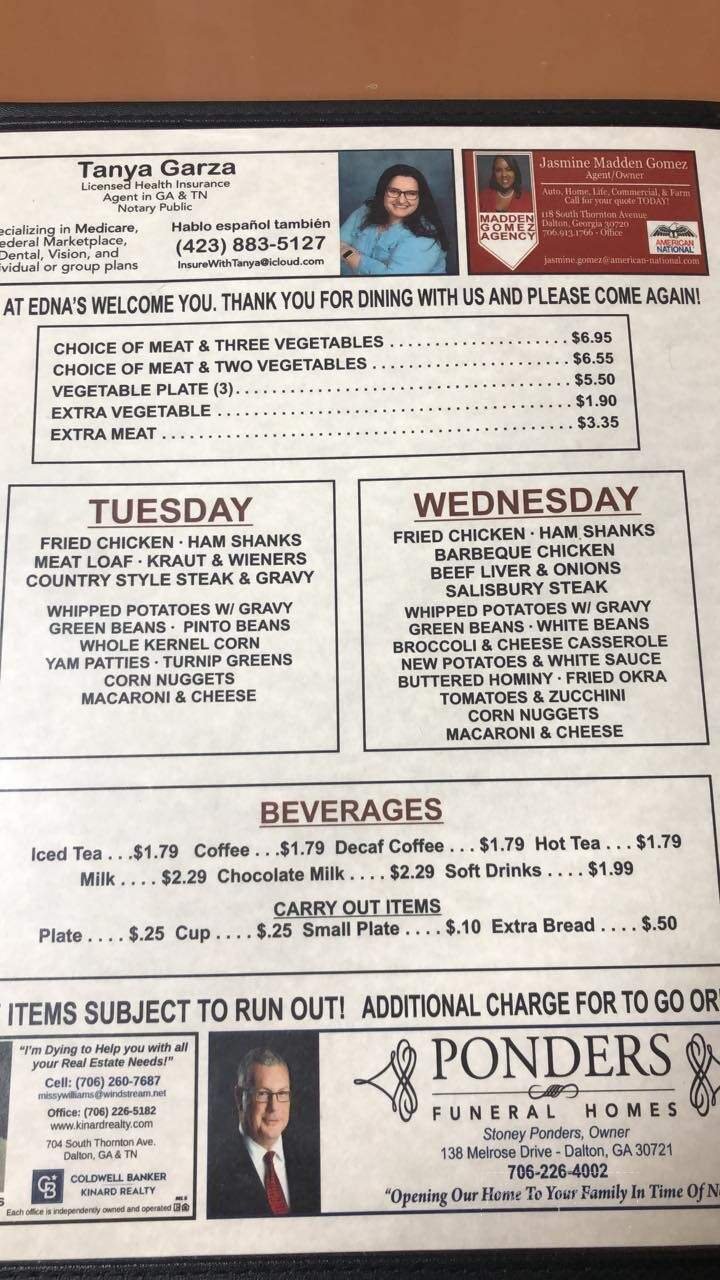 Tanya Garza
Licensed Health Insurance
Agent in GA & TN
Notary Public
ecializing in Medicare,
ederal Marketplace,
Dental, Vision, and
vidual or group plans
Hablo español también
(423) 883-5127
InsureWithTanya@icloud.com
MADDEN
GOMEZ
AGENCY
Jasmine Madden Gomez
Agent/Owner
Auto, Home, Life, Commercial, & Farm
Call for your quote TODAY!
118 South Thornton Avenue
Dalton, Georgia 30720
706.913.1766 - Office
jasmine.gomez@american-national.com
AMERICAN
NATIONAL
AT EDNA'S WELCOME YOU. THANK YOU FOR DINING WITH US AND PLEASE COME AGAIN!
CHOICE OF MEAT & THREE VEGETABLES . . . . . . . . . . . . . . . . . . . $6.95
CHOICE OF MEAT & TWO VEGETABLES . . . . . . . . . . . . . . . . . . . . . $6.55
VEGETABLE PLATE (3). . . . . . . . . . . . . . . . . . . . . . . . . . . . . . . . . . . $5.50
EXTRA VEGETABLE . . . . . . . . . . . . . . . . . . . . . . . . . . . . . . . . . . . . . $1.90
EXTRA MEAT . . . . . . . . . . . . . . . . . . . . . . . . . . . . . . . . . . . . . . . . . . . $3.35
TUESDAY
FRIED CHICKEN · HAM SHANKS
MEAT LOAF · KRAUT & WIENERS
COUNTRY STYLE STEAK & GRAVY
WHIPPED POTATOES W/ GRAVY
GREEN BEANS · PINTO BEANS
WHOLE KERNEL CORN
YAM PATTIES · TURNIP GREENS
CORN NUGGETS
MACARONI & CHEESE
WEDNESDAY
FRIED CHICKEN · HAM SHANKS
BARBEQUE CHICKEN
BEEF LIVER & ONIONS
SALISBURY STEAK
WHIPPED POTATOES W/ GRAVY
GREEN BEANS · WHITE BEANS
BROCCOLI & CHEESE CASSEROLE
NEW POTATOES & WHITE SAUCE
BUTTERED HOMINY · FRIED OKRA
TOMATOES & ZUCCHINI
CORN NUGGETS
MACARONI & CHEESE
BEVERAGES
Iced Tea . . .$1.79 Coffee . . .$1.79 Decaf Coffee . . . $1.79 Hot Tea . . . $1.79
Milk . . . . $2.29 Chocolate Milk . . . . $2.29 Soft Drinks . . . . $1.99
CARRY OUT ITEMS
Plate . . . . $.25 Cup . . . . $.25 Small Plate . . . . $.10 Extra Bread . . . . $.50
ITEMS SUBJECT TO RUN OUT! ADDITIONAL CHARGE FOR TO GO OR
"I'm Dying to Help you with all
your Real Estate Needs!"
Cell: (706) 260-7687
missywilliams@windstream.net
Office: (706) 226-5182
www.kinardrealty.com
704 South Thornton Ave.
Dalton, GA & TN
CB
COLDWELL BANKER
KINARD REALTY
Each office is independently owned and operated
PONDERS
FUNERAL HOMES
Stoney Ponders, Owner
138 Melrose Drive - Dalton, GA 30721
706-226-4002
"Opening Our Home To Your Family In Time Of N